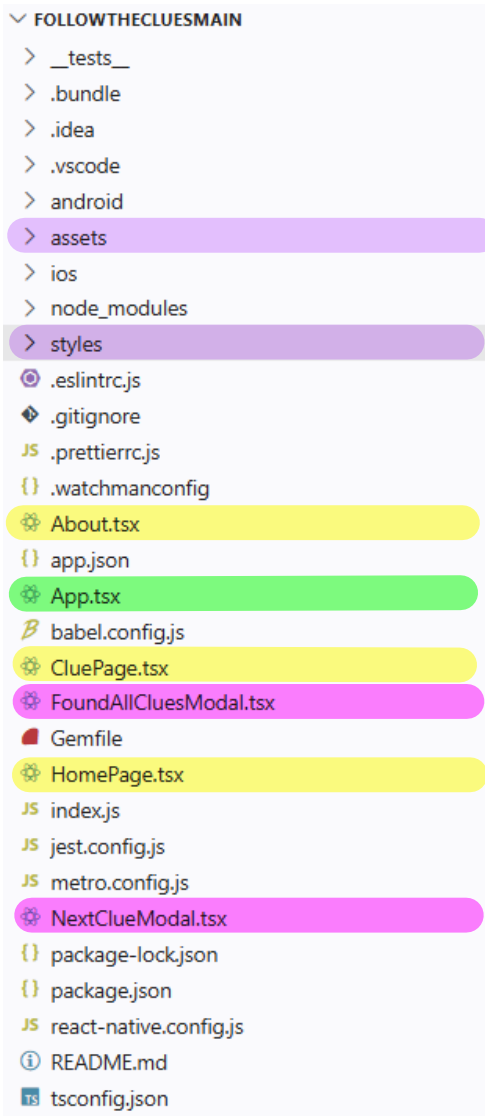 FOLLOWTHECLUESMAIN
__tests__
.bundle
.idea
.vscode
android
assets
ios
node_modules
styles
.eslintrc.js
.gitignore
JS .prettierrc.js
{} .watchmanconfig
About.tsx
{} app.json
App.tsx
B babel.config.js
CluePage.tsx
FoundAllCluesModal.tsx
Gemfile
HomePage.tsx
JS index.js
JS jest.config.js
JS metro.config.js
NextClueModal.tsx
{} package-lock.json
{} package.json
JS react-native.config.js
README.md
TS tsconfig.json